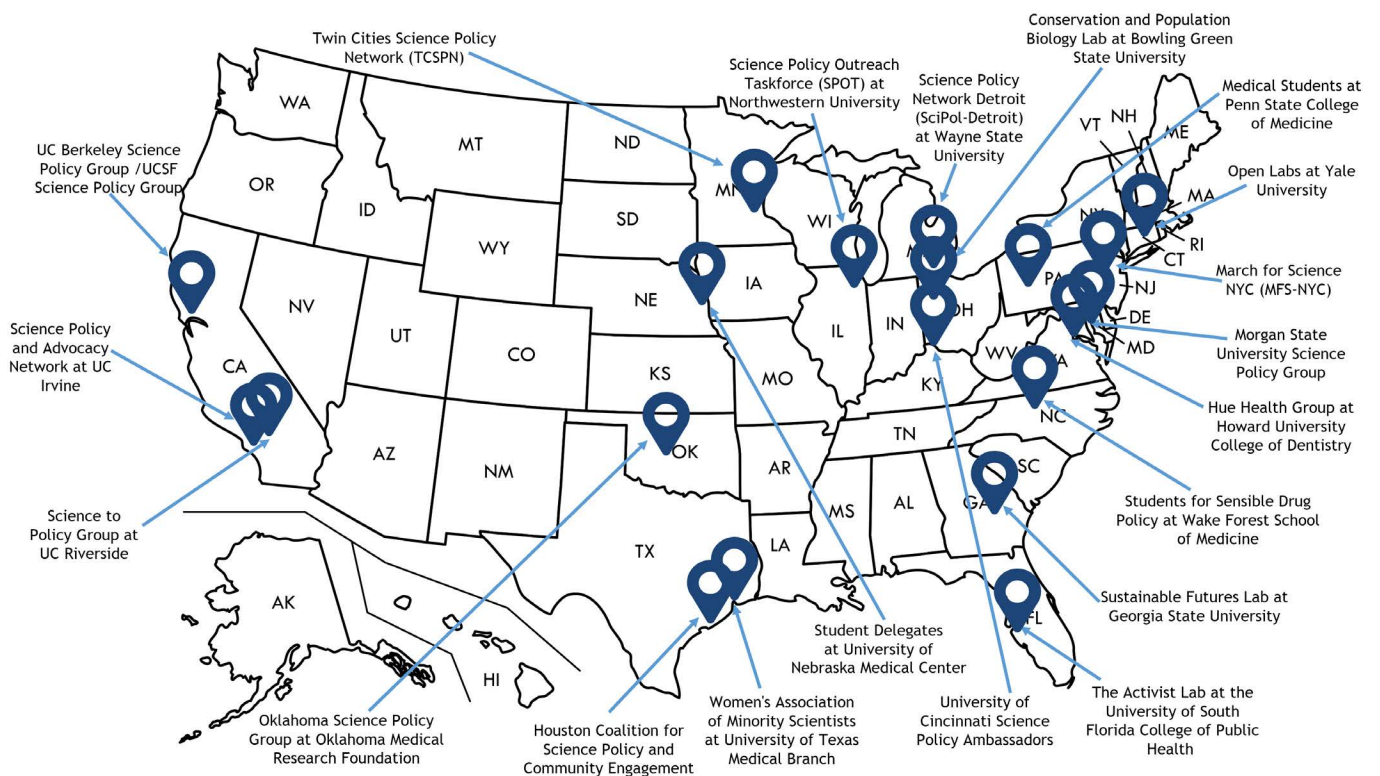 Twin Cities Science Policy
Network (TCSPN)
Science Policy Outreach
Taskforce (SPOT) at
Northwestern University
Science Policy
Network Detroit
(SciPol-Detroit)
at Wayne State
University
Conservation and Population
Biology Lab at Bowling Green
State University
Medical Students at
Penn State College
of Medicine
Open Labs at Yale
University
March for Science
NYC (MFS-NYC)
Morgan State
University Science
Policy Group
Hue Health Group at
Howard University
College of Dentistry
Students for Sensible Drug
Policy at Wake Forest School
of Medicine
Sustainable Futures Lab at
Georgia State University
The Activist Lab at the
University of South
Florida College of Public
Health
University of
Cincinnati Science
Policy Ambassadors
Student Delegates
at University of
Nebraska Medical Center
Women's Association
of Minority Scientists
at University of Texas
Medical Branch
Houston Coalition for
Science Policy and
Community Engagement
Oklahoma Science Policy
Group at Oklahoma Medical
Research Foundation
Science to
Policy Group at
UC Riverside
Science Policy
and Advocacy
Network at UC
Irvine
UC Berkeley Science
Policy Group /UCSF
Science Policy Group
WA
OR
ID
MT
ND
SD
WY
NV
UT
CA
CO
NE
KS
AZ
NM
OK
TX
IA
MO
AR
LA
WI
IL
IN
KY
TN
MS
AL
WV
NC
SC
FL
VT
NH
ME
MA
RI
CT
NJ
DE
MD
AK
HI